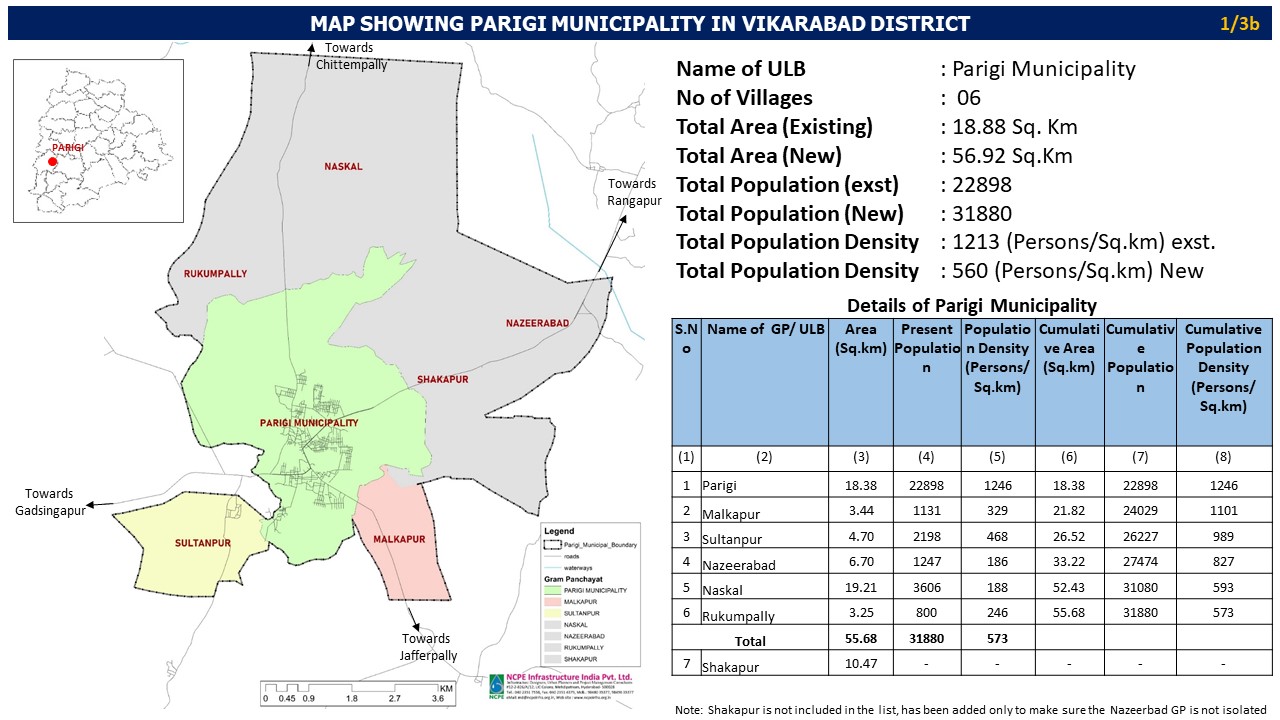 MAP SHOWING PARIGI MUNICIPALITY IN VIKARABAD DISTRICT
1/3b
Towards
Chittempally
PARIGI
NASKAL
Towards
Rangapur
RUKUMPALLY
NAZEERABAD
SHAKAPUR
PARIGI MUNICIPALITY
Towards
Gadsingapur
SULTANPUR
MALKAPUR
Towards
Jafferpally
Legend
Parigi_Municipal_Boundary
roads
waterways
Gram Panchayat
PARIGI MUNICIPALITY
MALKAPUR
SULTANPUR
NASKAL
NAZEERABAD
RUKUMPALLY
SHAKAPUR
KM
0 0.45 0.9 1.8 2.7 3.6
NCPE
NCPE Infrastructure India Pvt. Ltd.
Name of ULB : Parigi Municipality
No of Villages : 06
Total Area (Existing) : 18.88 Sq. Km
Total Area (New) : 56.92 Sq.Km
Total Population (exst) : 22898
Total Population (New) : 31880
Total Population Density : 1213 (Persons/Sq.km) exst.
Total Population Density : 560 (Persons/Sq.km) New
Details of Parigi Municipality
S.N
o
Name of GP/ ULB
Area
(Sq.km)
Present
Populatio
n
Populatio
n Density
(Persons/
Sq.km)
Cumulati
ve Area
(Sq.km)
Cumulativ
e
Populatio
n
Cumulative
Population
Density
(Persons/
Sq.km)
(1) (2) (3) (4) (5) (6) (7) (8)
1 Parigi 18.38 22898 1246 18.38 22898 1246
2 Malkapur 3.44 1131 329 21.82 24029 1101
3 Sultanpur 4.70 2198 468 26.52 26227 989
4 Nazeerabad 6.70 1247 186 33.22 27474 827
5 Naskal 19.21 3606 188 52.43 31080 593
6 Rukumpally 3.25 800 246 55.68 31880 573
Total 55.68 31880 573
7 Shakapur 10.47 - - - - -
Note: Shakapur is not included in the list, has been added only to make sure the Nazeerbad GP is not isolated